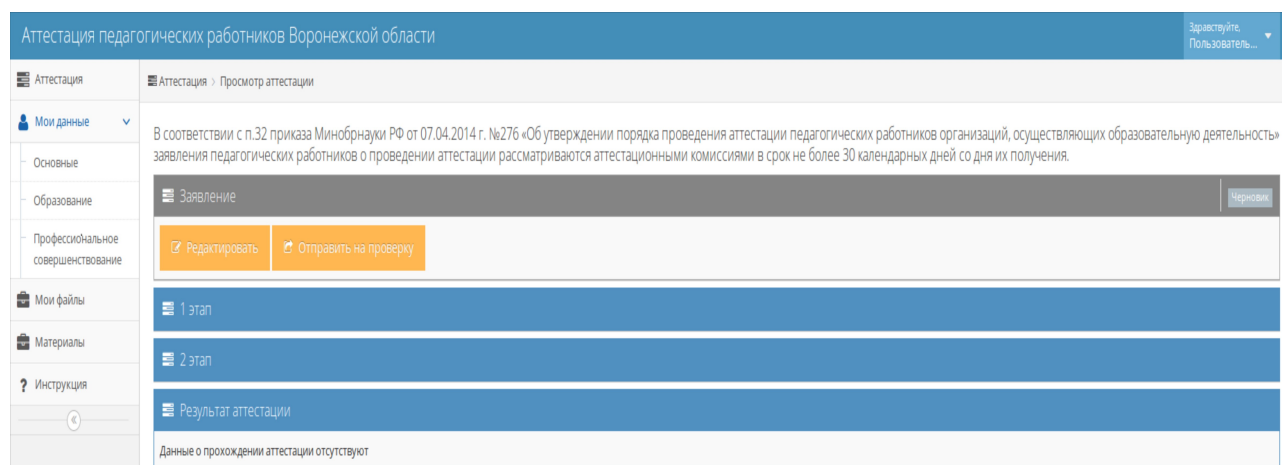 Аттестация педагогических работников Воронежской области
Здравствуйте,
Пользователь...
Аттестация
Мои данные
Основные
Образование
Профессиональное
совершенствование
Мои файлы
Материалы
? Инструкция
Аттестация > Просмотр аттестации
В соответствии с п.32 приказа Минобрнауки РФ от 07.04.2014 г. №276 «Об утверждении порядка проведения аттестации педагогических работников организаций, осуществляющих образовательную деятельность»
заявления педагогических работников о проведении аттестации рассматриваются аттестационными комиссиями в срок не более 30 календарных дней со дня их получения.
Заявление
Черновик
Редактировать
Отправить на проверку
1 этап
2 этап
Результат аттестации
Данные о прохождении аттестации отсутствуют